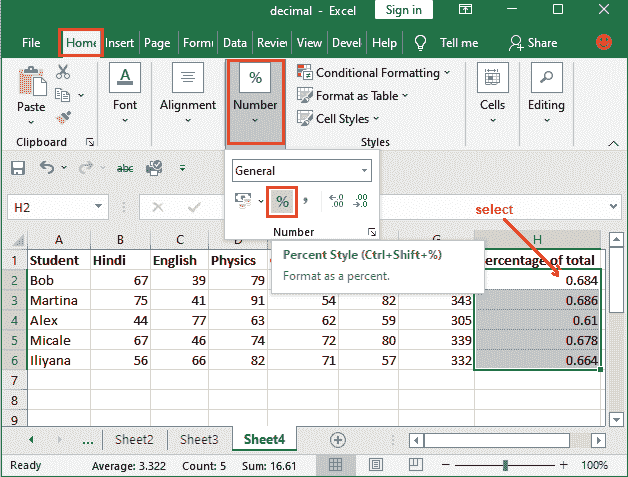 decimal - Excel Sign in
File Home Insert Page Formu Data Revie View Devel Help Tell me Share
Paste Font Alignment Number Conditional Formatting Format as Table Cell Styles Cells Editing
Clipboard Styles
General
Number
abc
H2
select
Percent Style (Ctrl+Shift+%)
Format as a percent.
A B C D G H
1 Student Hindi English Physics ercentage of total
2 Bob 67 39 79 0.684
3 Martina 75 41 91 54 82 343 0.686
4 Alex 44 77 63 62 59 305 0.61
5 Micale 67 46 74 72 80 339 0.678
6 Iliyana 56 66 82 71 57 332 0.664
7
8
9
... Sheet2 Sheet3 Sheet4
Ready Average: 3.322 Count: 5 Sum: 16.61 100%